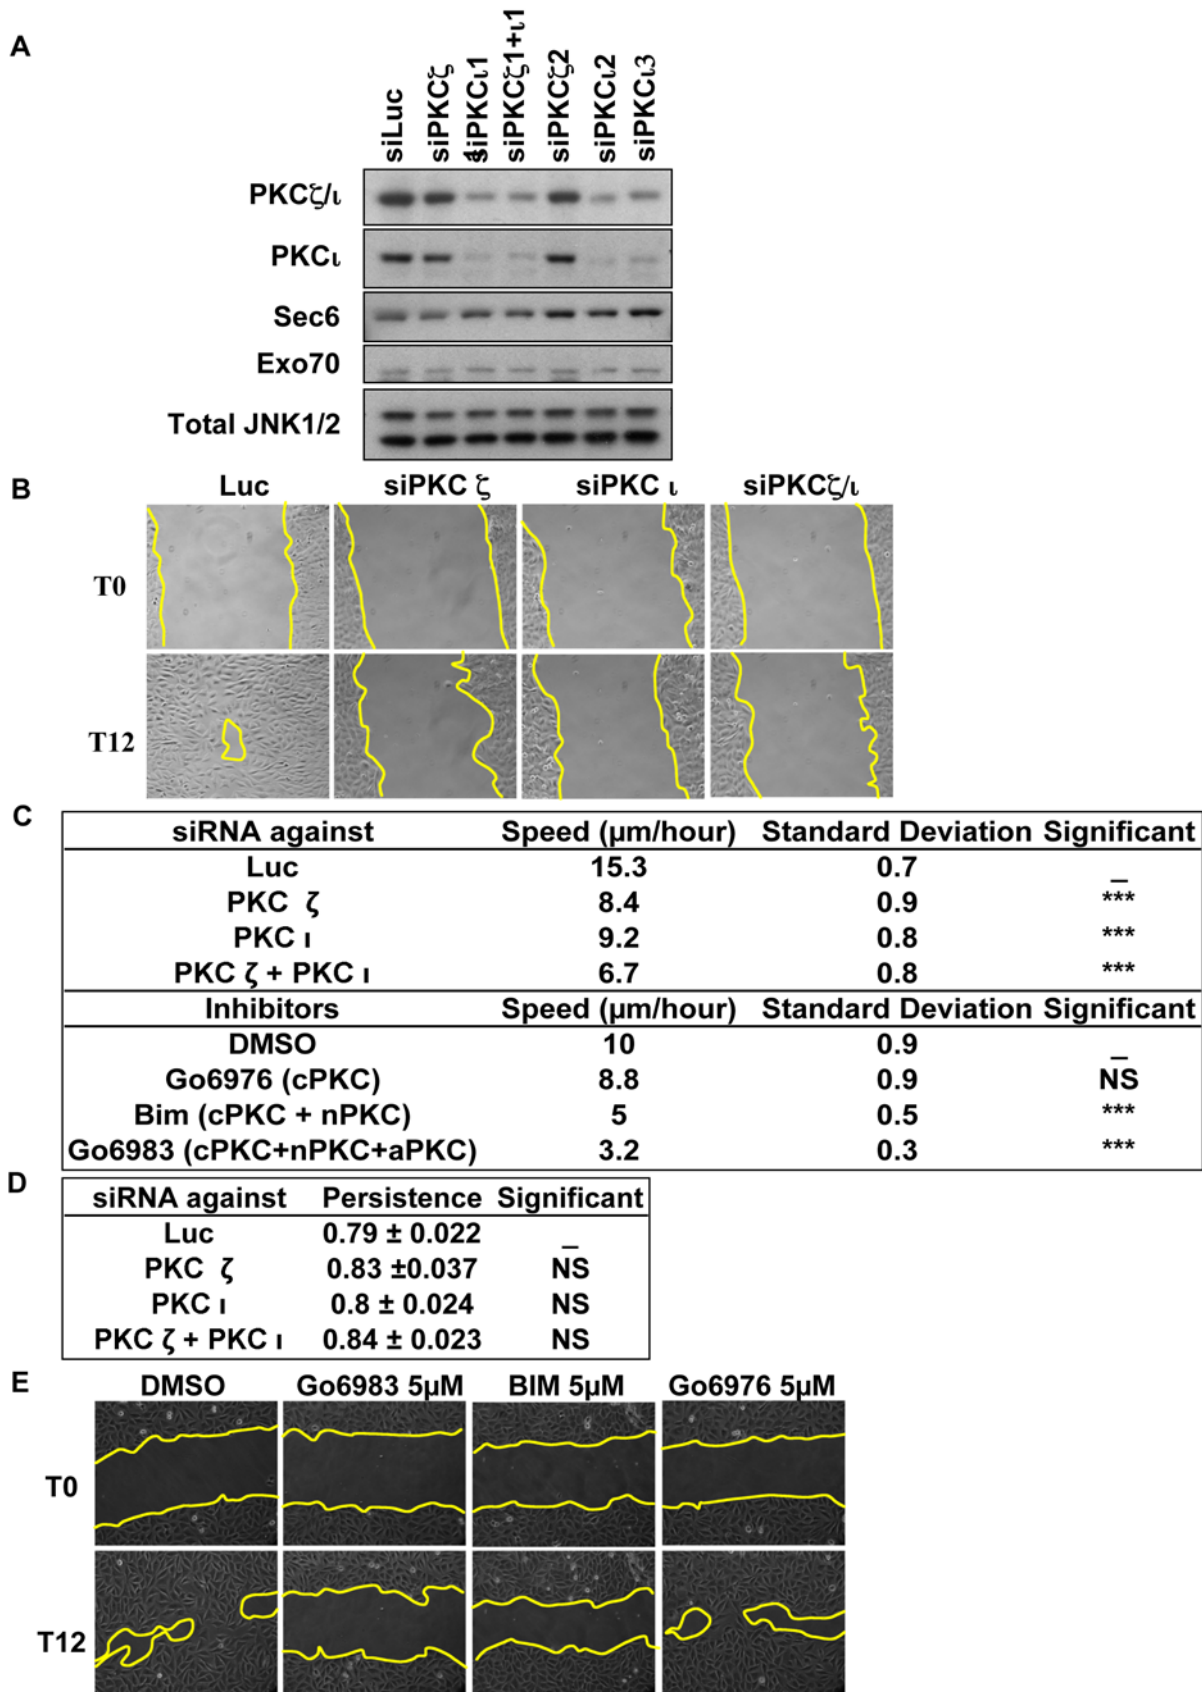 A
siLuc
siPKCζ1
siPKCι1
siPKCζ1+ι1
siPKCζ2
siPKCι2
siPKCι3
PKCζ/ι
PKCι
Sec6
Exo70
Total JNK1/2
B
Luc siPKC ζ siPKC ι siPKCζ/ι
T0
T12
C
siRNA against Speed (µm/hour) Standard Deviation Significant
Luc 15.3 0.7 _
PKC ζ 8.4 0.9 ***
PKC ι 9.2 0.8 ***
PKC ζ + PKC ι 6.7 0.8 ***
Inhibitors Speed (µm/hour) Standard Deviation Significant
DMSO 10 0.9 _
Go6976 (cPKC) 8.8 0.9 NS
Bim (cPKC + nPKC) 5 0.5 ***
Go6983 (cPKC+nPKC+aPKC) 3.2 0.3 ***
D
siRNA against Persistence Significant
Luc 0.79 ± 0.022 _
PKC ζ 0.83 ±0.037 NS
PKC ι 0.8 ± 0.024 NS
PKC ζ + PKC ι 0.84 ± 0.023 NS
E
DMSO Go6983 5µM BIM 5µM Go6976 5µM
T0
T12